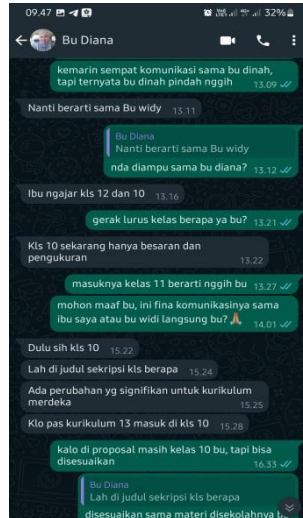 09.47
32%
Bu Diana
kemarin sempat komunikasi sama bu dinah,
tapi ternyata bu dinah pindah nggih 13.09
Nanti berarti sama Bu widy 13.11
Bu Diana
Nanti berarti sama Bu widy
nda diampu sama bu diana? 13.12
Ibu ngajar kls 12 dan 10 13.16
gerak lurus kelas berapa ya bu? 13.21
Kls 10 sekarang hanya besaran dan
pengukuran 13.22
masuknya kelas 11 berarti nggih bu 13.27
mohon maaf bu, ini fina komunikasinya sama
ibu saya atau bu widi langsung bu?🙏 14.01
Dulu sih kls 10 15.22
Lah di judul sekripsi kls berapa 15.24
Ada perubahan yg signifikan untuk kurikulum
merdeka 15.25
Klo pas kurikulum 13 masuk di kls 10 15.28
kalo di proposal masih kelas 10 bu, tapi bisa
disesuaikan 16.33
Bu Diana
Lah di judul sekripsi kls berapa
disesuaikan sama materi disekolahnya